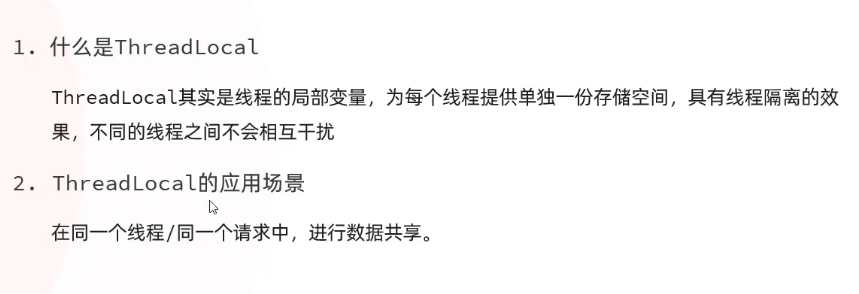 1. 什么是ThreadLocal
ThreadLocal其实是线程的局部变量，为每个线程提供单独一份存储空间，具有线程隔离的效
果，不同的线程之间不会相互干扰
2. ThreadLocal的应用场景
在同一个线程/同一个请求中，进行数据共享。